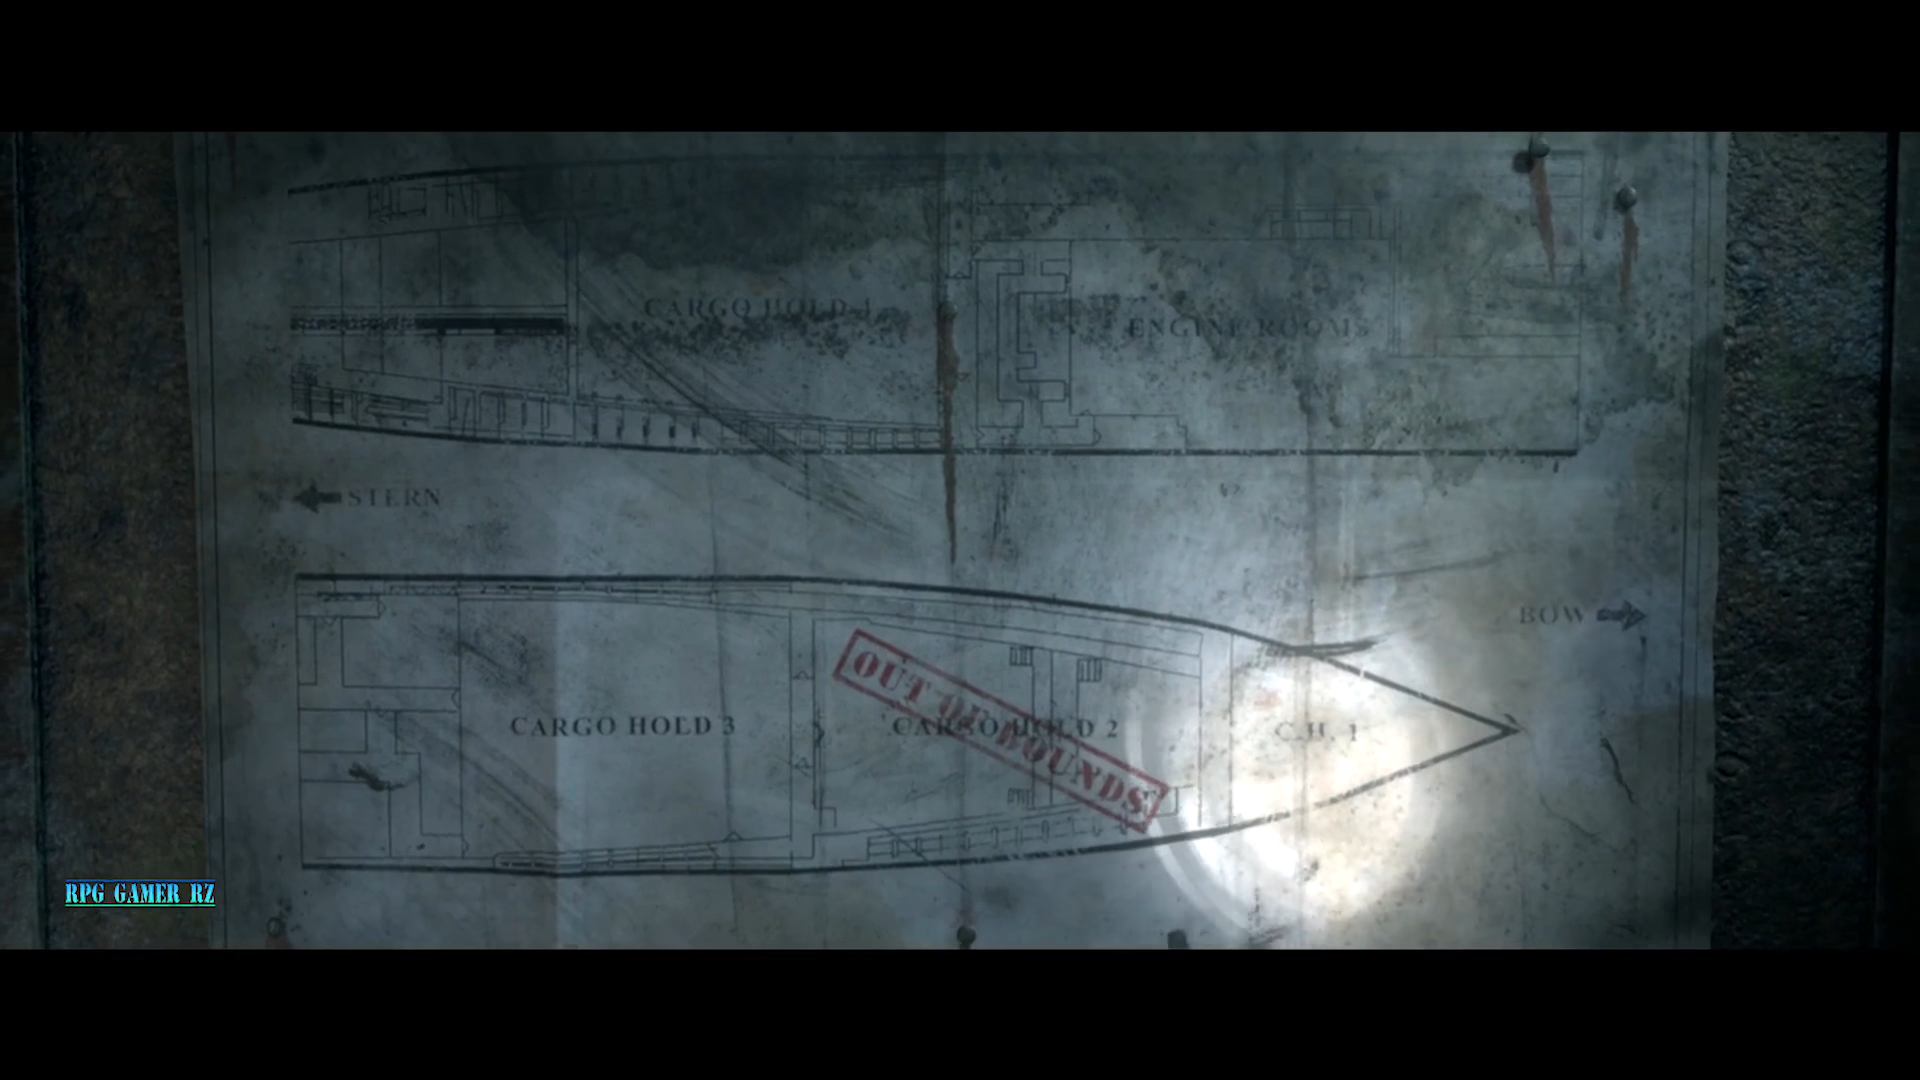 CARGO HOLD 4
ENGINE ROOMS
STERN
BOW
OUT OF BOUNDS
CARGO HOLD 3
CARGO HOLD 2
C.H. 1
RPG GAMER RZ